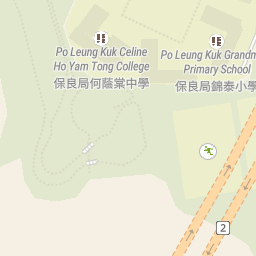 Po Leung Kuk Celine
Ho Yam Tong College
保良局何蔭棠中學
Po Leung Kuk Grandm
Primary School
保良局錦泰小學
2